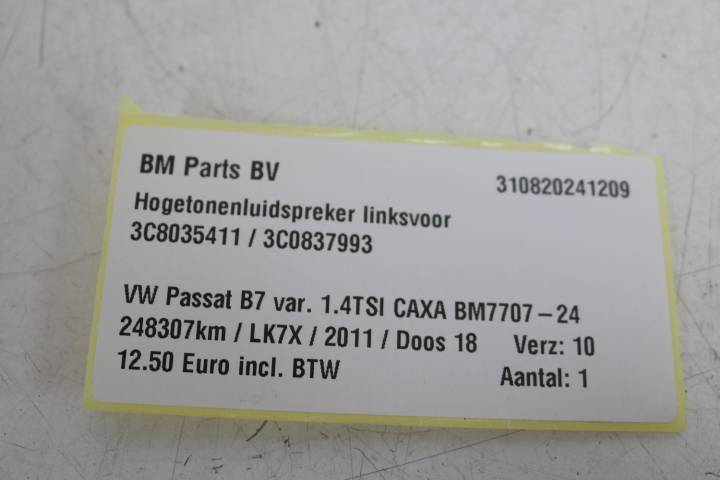 BM Parts BV 310820241209
Hogetonenluidspreker linksvoor
3C8035411 / 3C0837993
VW Passat B7 var. 1.4TSI CAXA BM7707-24
248307km / LK7X / 2011 / Doos 18 Verz: 10
12.50 Euro incl. BTW Aantal: 1